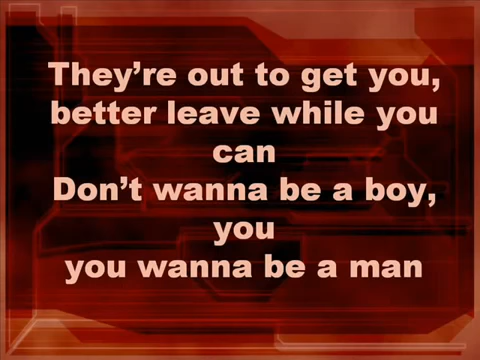 They're out to get you,
better leave while you
can
Don't wanna be a boy,
you
you wanna be a man